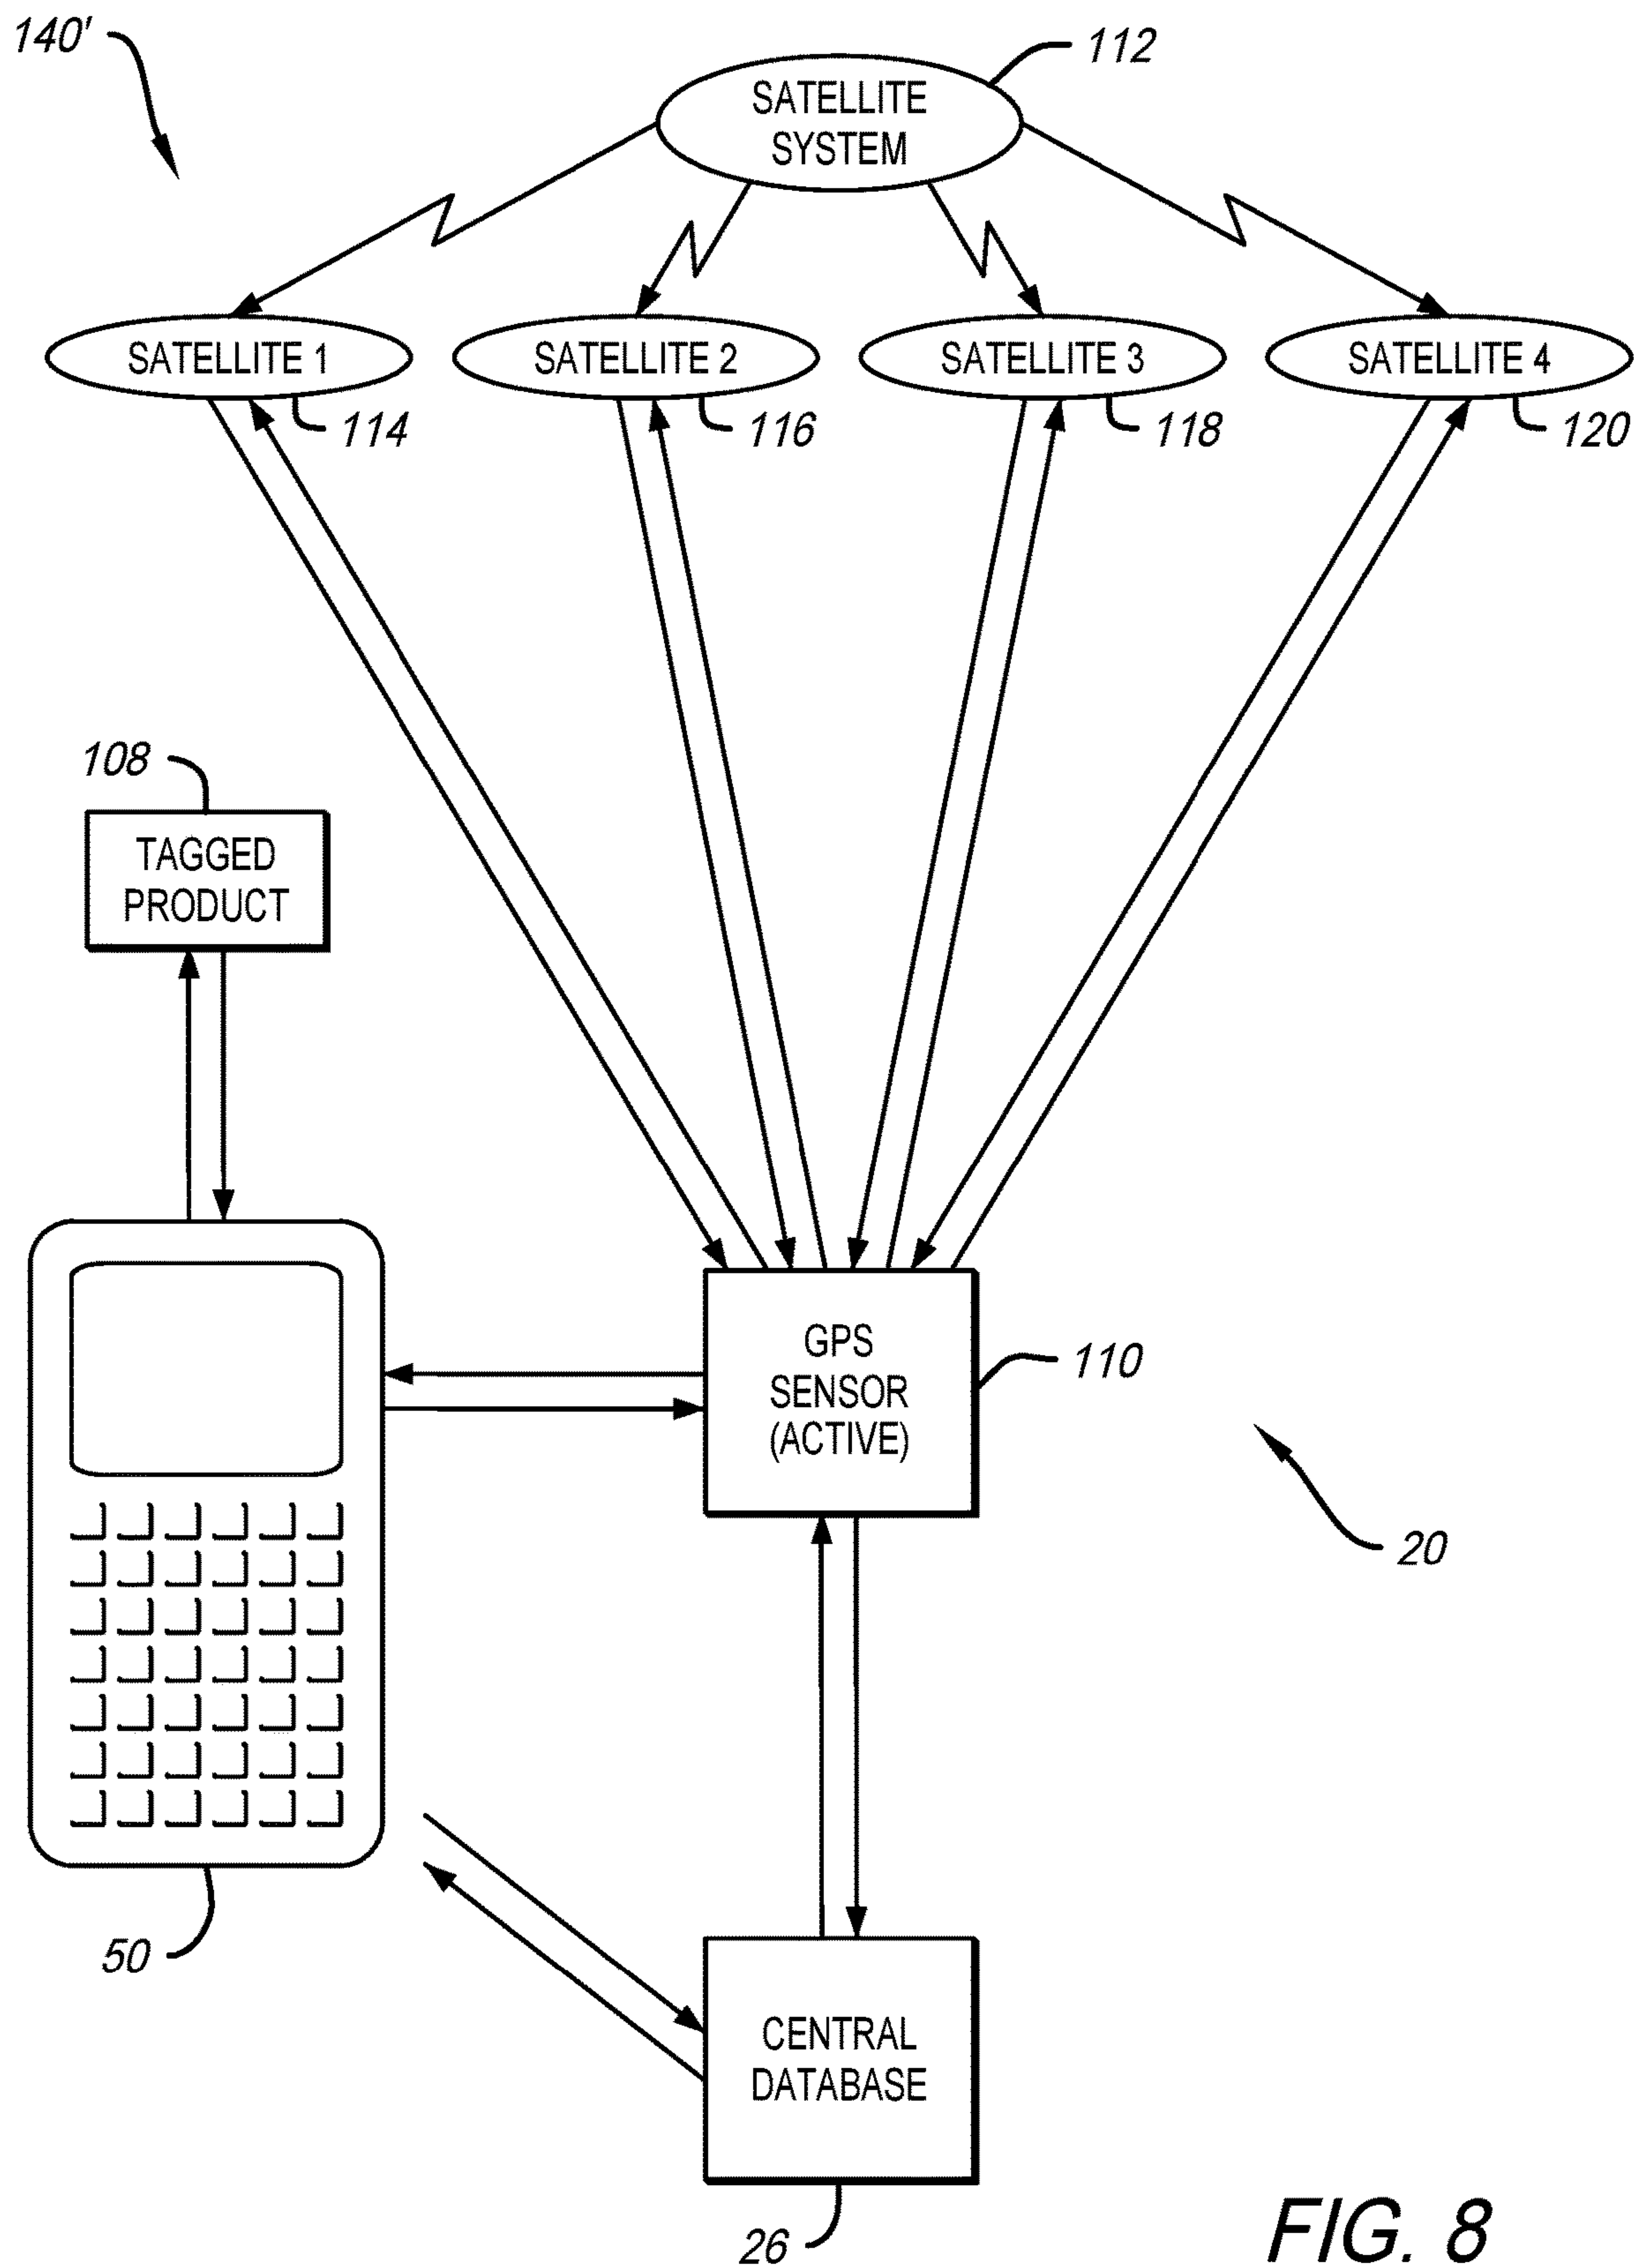 140'
112
SATELLITE
SYSTEM
SATELLITE 1
SATELLITE 2
SATELLITE 3
SATELLITE 4
114
116
118
120
108
TAGGED
PRODUCT
GPS
SENSOR
(ACTIVE)
110
20
50
CENTRAL
DATABASE
26
FIG. 8